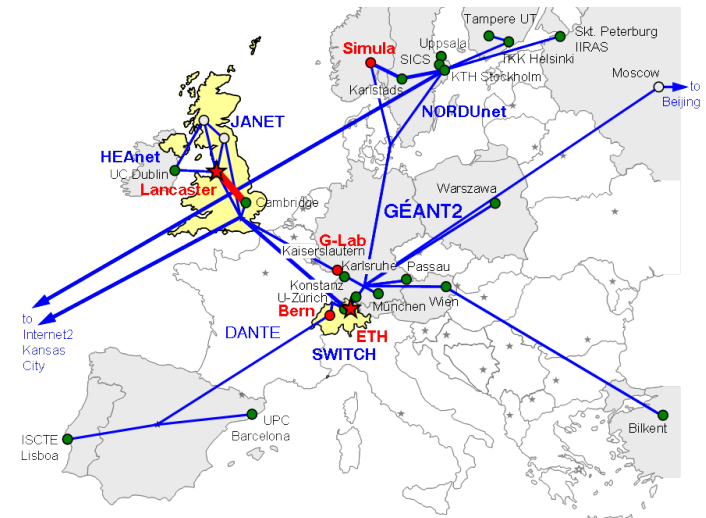 Tampere UT
Skt. Peterburg
IIRAS
Simula
Uppsala
SICS
TKK Helsinki
KTH Stockholm
Karlstads
Moscow
to
Beijing
NORDUnet
JANET
HEAnet
UC Dublin
Lancaster
Cambridge
Warszawa
GÉANT2
G-Lab
Kaiserslautern
Karlsruhe
Passau
Konstanz
U-Zürich
München
Wien
Bern
ETH
SWITCH
DANTE
to
Internet2
Kansas
City
UPC
Barcelona
ISCTE
Lisboa
Bilkent